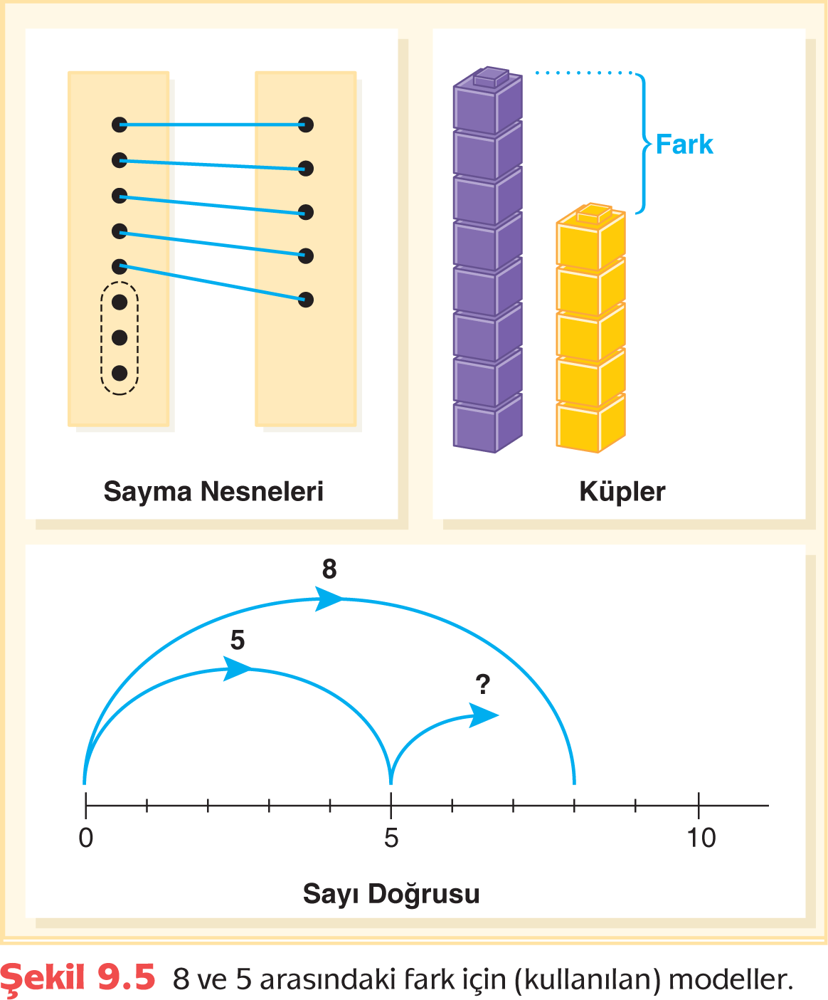 Fark
Sayma Nesneleri
Küpler
8
5
?
0 5 10
Sayı Doğrusu
Şekil 9.5 8 ve 5 arasındaki fark için (kullanılan) modeller.